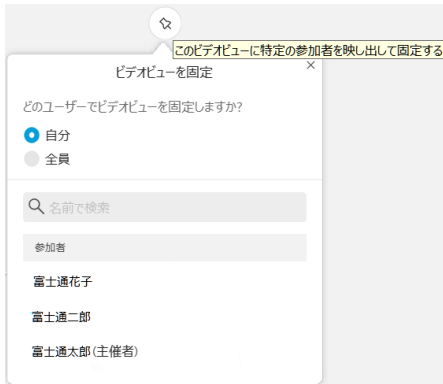 このビデオビューに特定の参加者を映し出して固定する
ビデオビューを固定
どのユーザーでビデオビューを固定しますか?
自分
全員
名前で検索
参加者
富士通花子
富士通二郎
富士通太郎(主催者)